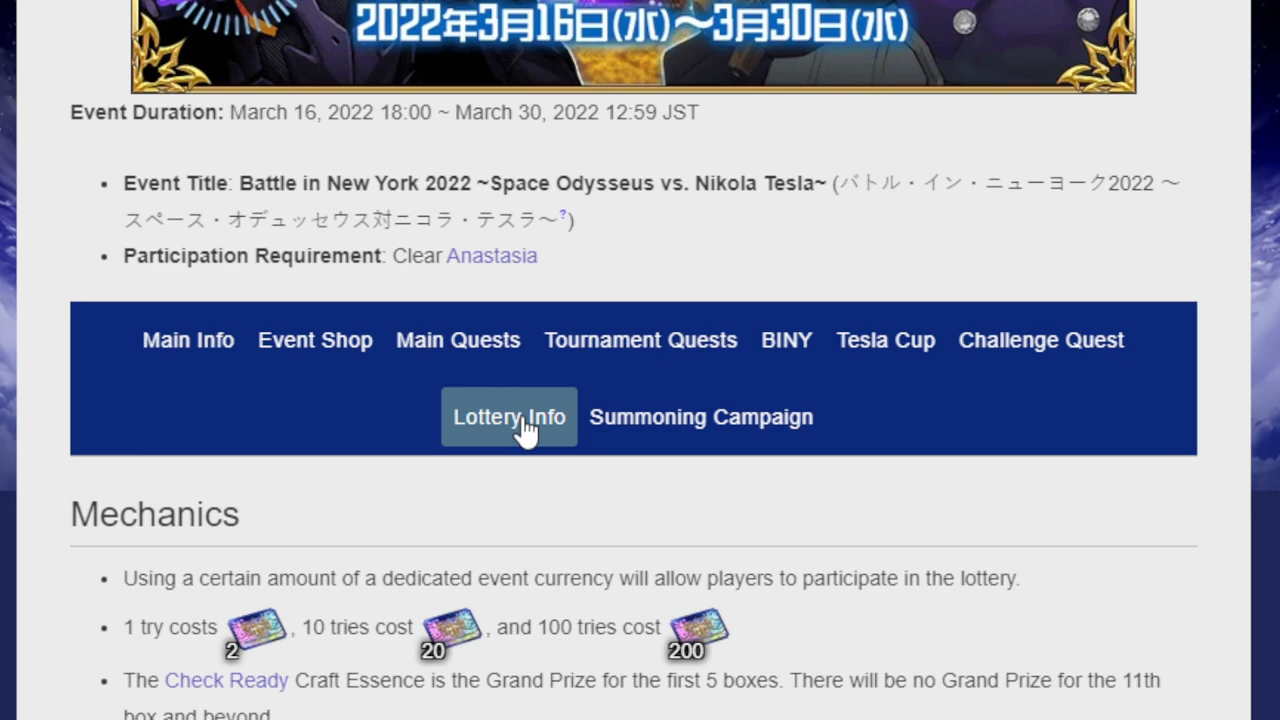 2022年3月16日(水)〜3月30日(水)
Event Duration: March 16, 2022 18:00 ~ March 30, 2022 12:59 JST
• Event Title: Battle in New York 2022 ~Space Odysseus vs. Nikola Tesla~ (バトル・イン・ニューヨーク2022 ～
スペース・オデュッセウス対ニコラ・テスラ～?)
• Participation Requirement: Clear Anastasia
Main Info Event Shop Main Quests Tournament Quests BINY Tesla Cup Challenge Quest
Lottery Info Summoning Campaign
Mechanics
• Using a certain amount of a dedicated event currency will allow players to participate in the lottery.
• 1 try costs 2, 10 tries cost 20, and 100 tries cost 200
• The Check Ready Craft Essence is the Grand Prize for the first 5 boxes. There will be no Grand Prize for the 11th
box and beyond